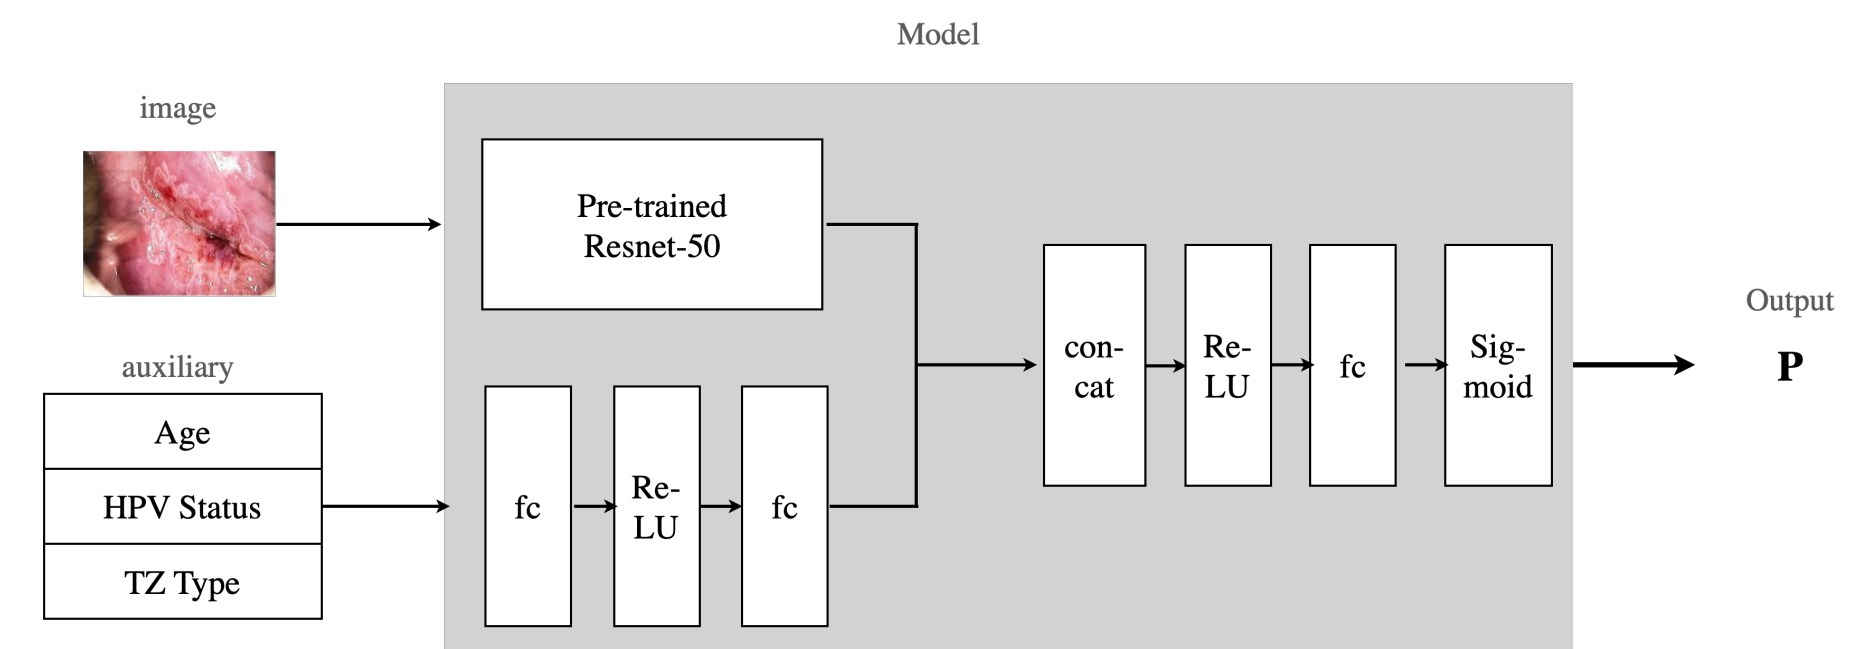 Model
image
Pre-trained
Resnet-50
auxiliary
Age
HPV Status
TZ Type
fc
Re-
LU
fc
con-
cat
Re-
LU
fc
Sig-
moid
Output
P